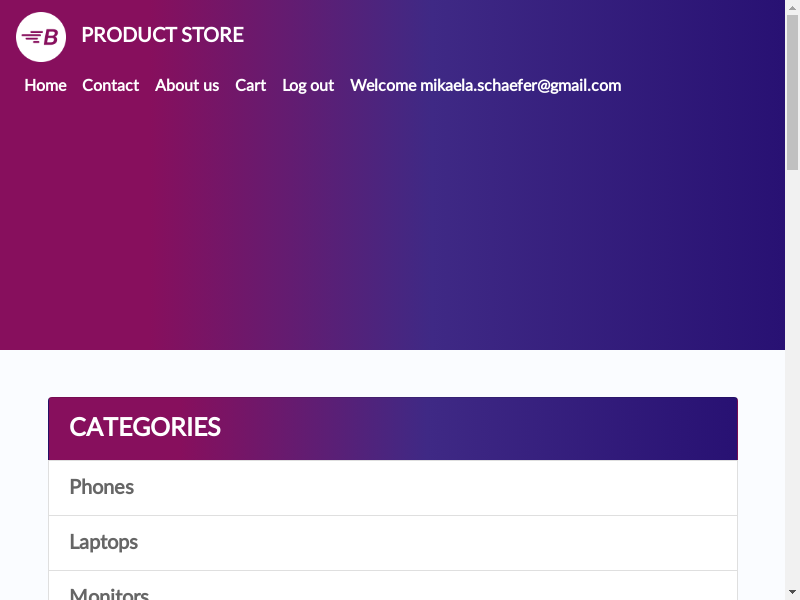 B
PRODUCT STORE
Home Contact About us Cart Log out Welcome mikaela.schaefer@gmail.com
CATEGORIES
Phones
Laptops
Monitors